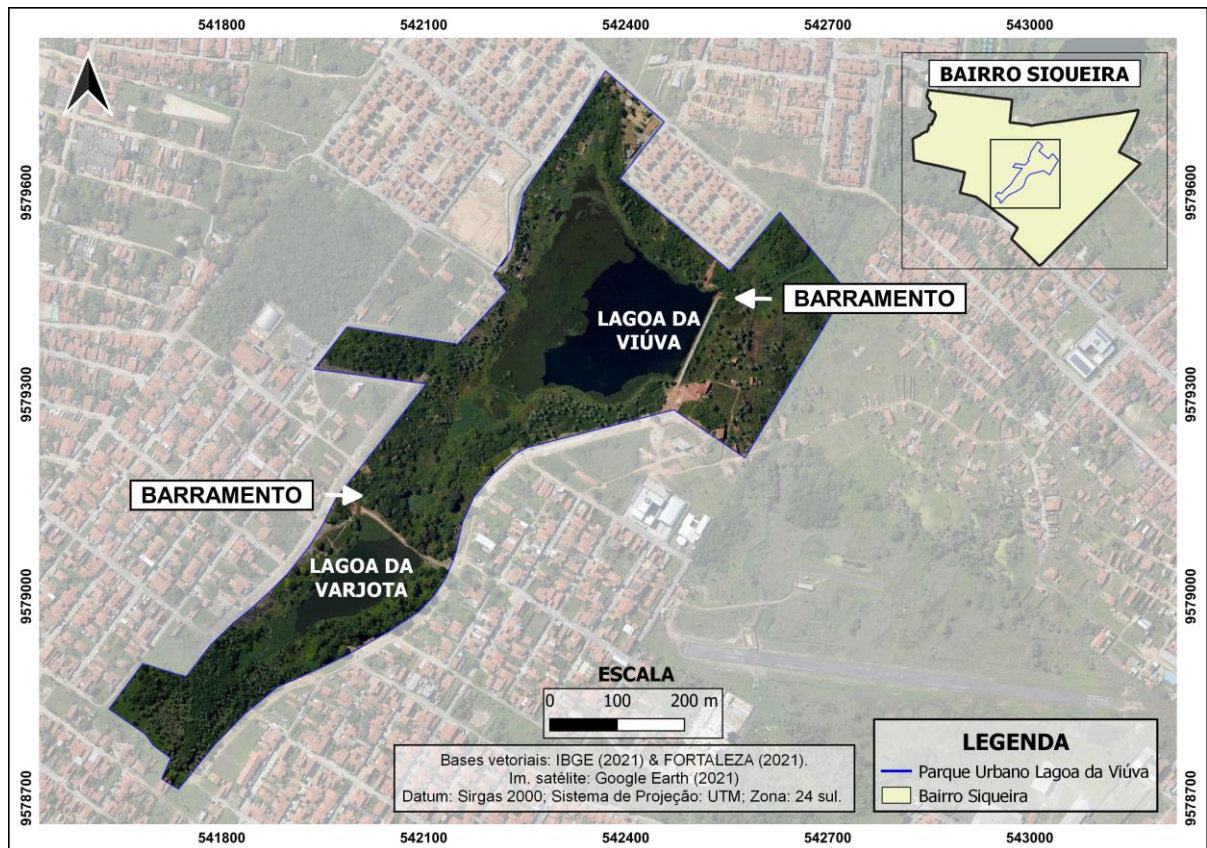 541800
542100
542400
542700
543000
BAIRRO SIQUEIRA
9579600
9579600
LAGOA DA
VIÚVA
BARRAMENTO
9579300
9579300
BARRAMENTO
LAGOA DA
VARJOTA
9579000
9579000
ESCALA
0 100 200 m
Bases vetoriais: IBGE (2021) & FORTALEZA (2021).
Im. satélite: Google Earth (2021)
Datum: Sirgas 2000; Sistema de Projeção: UTM; Zona: 24 sul.
LEGENDA
Parque Urbano Lagoa da Viúva
Bairro Siqueira
9578700
9578700
541800
542100
542400
542700
543000